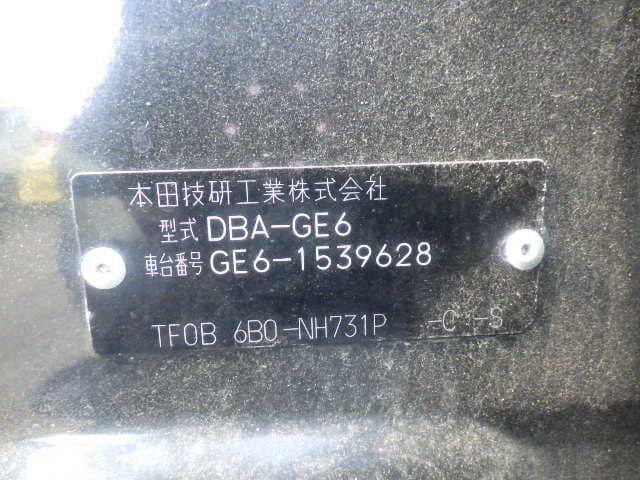 本田技研工業株式会社
型式 DBA-GE6
車台番号 GE6-1539628
TF0B 6B0-NH731P -C -S